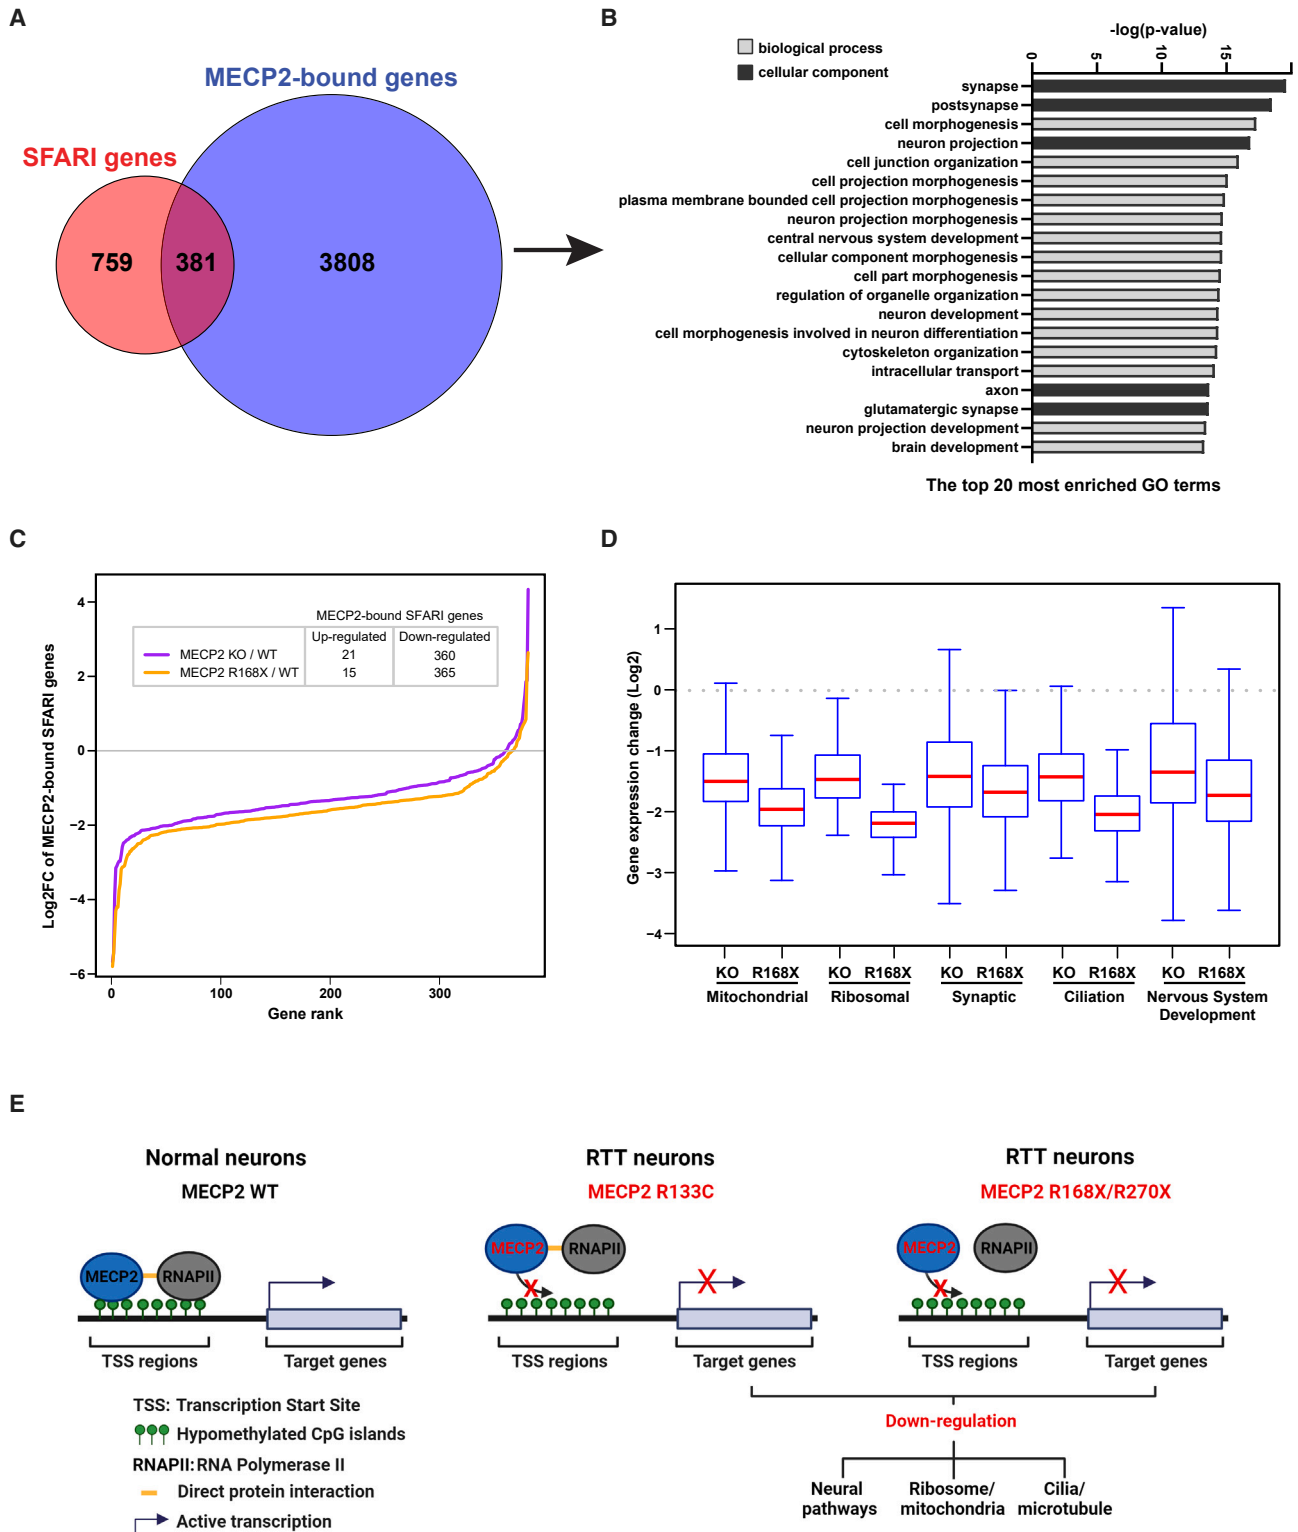 A
MECP2-bound genes
SFARI genes
759
381
3808
B
-log(p-value)
biological process
cellular component
0
5
10
15
synapse
postsynapse
cell morphogenesis
neuron projection
cell junction organization
cell projection morphogenesis
plasma membrane bounded cell projection morphogenesis
neuron projection morphogenesis
central nervous system development
cellular component morphogenesis
cell part morphogenesis
regulation of organelle organization
neuron development
cell morphogenesis involved in neuron differentiation
cytoskeleton organization
intracellular transport
axon
glutamatergic synapse
neuron projection development
brain development
The top 20 most enriched GO terms
C
Log2FC of MECP2-bound SFARI genes
4
2
0
−2
−4
−6
MECP2-bound SFARI genes
Up-regulated Down-regulated
MECP2 KO / WT 21 360
MECP2 R168X / WT 15 365
0 100 200 300
Gene rank
D
Gene expression change (Log2)
1
0
−1
−2
−3
−4
KO R168X KO R168X KO R168X KO R168X KO R168X
Mitochondrial Ribosomal Synaptic Ciliation Nervous System
Development
E
Normal neurons
MECP2 WT
MECP2
RNAPII
TSS regions
Target genes
RTT neurons
MECP2 R133C
MECP2
RNAPII
X
X
TSS regions
Target genes
RTT neurons
MECP2 R168X/R270X
MECP2
RNAPII
X
X
TSS regions
Target genes
TSS: Transcription Start Site
Hypomethylated CpG islands
RNAPII: RNA Polymerase II
Direct protein interaction
Active transcription
Down-regulation
Neural
pathways
Ribosome/
mitochondria
Cilia/
microtubule